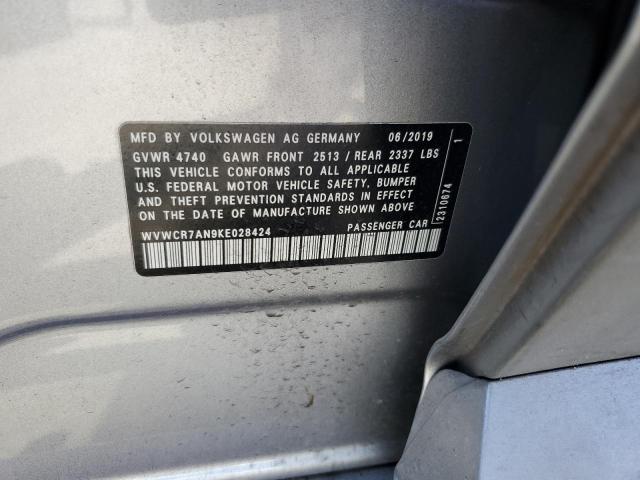 MFD BY VOLKSWAGEN AG GERMANY 06/2019
GVWR 4740 GAWR FRONT 2513 / REAR 2337 LBS
THIS VEHICLE CONFORMS TO ALL APPLICABLE
U.S. FEDERAL MOTOR VEHICLE SAFETY, BUMPER
AND THEFT PREVENTION STANDARDS IN EFFECT
ON THE DATE OF MANUFACTURE SHOWN ABOVE.
WVWCR7AN9KE028424 PASSENGER CAR
2310674 1